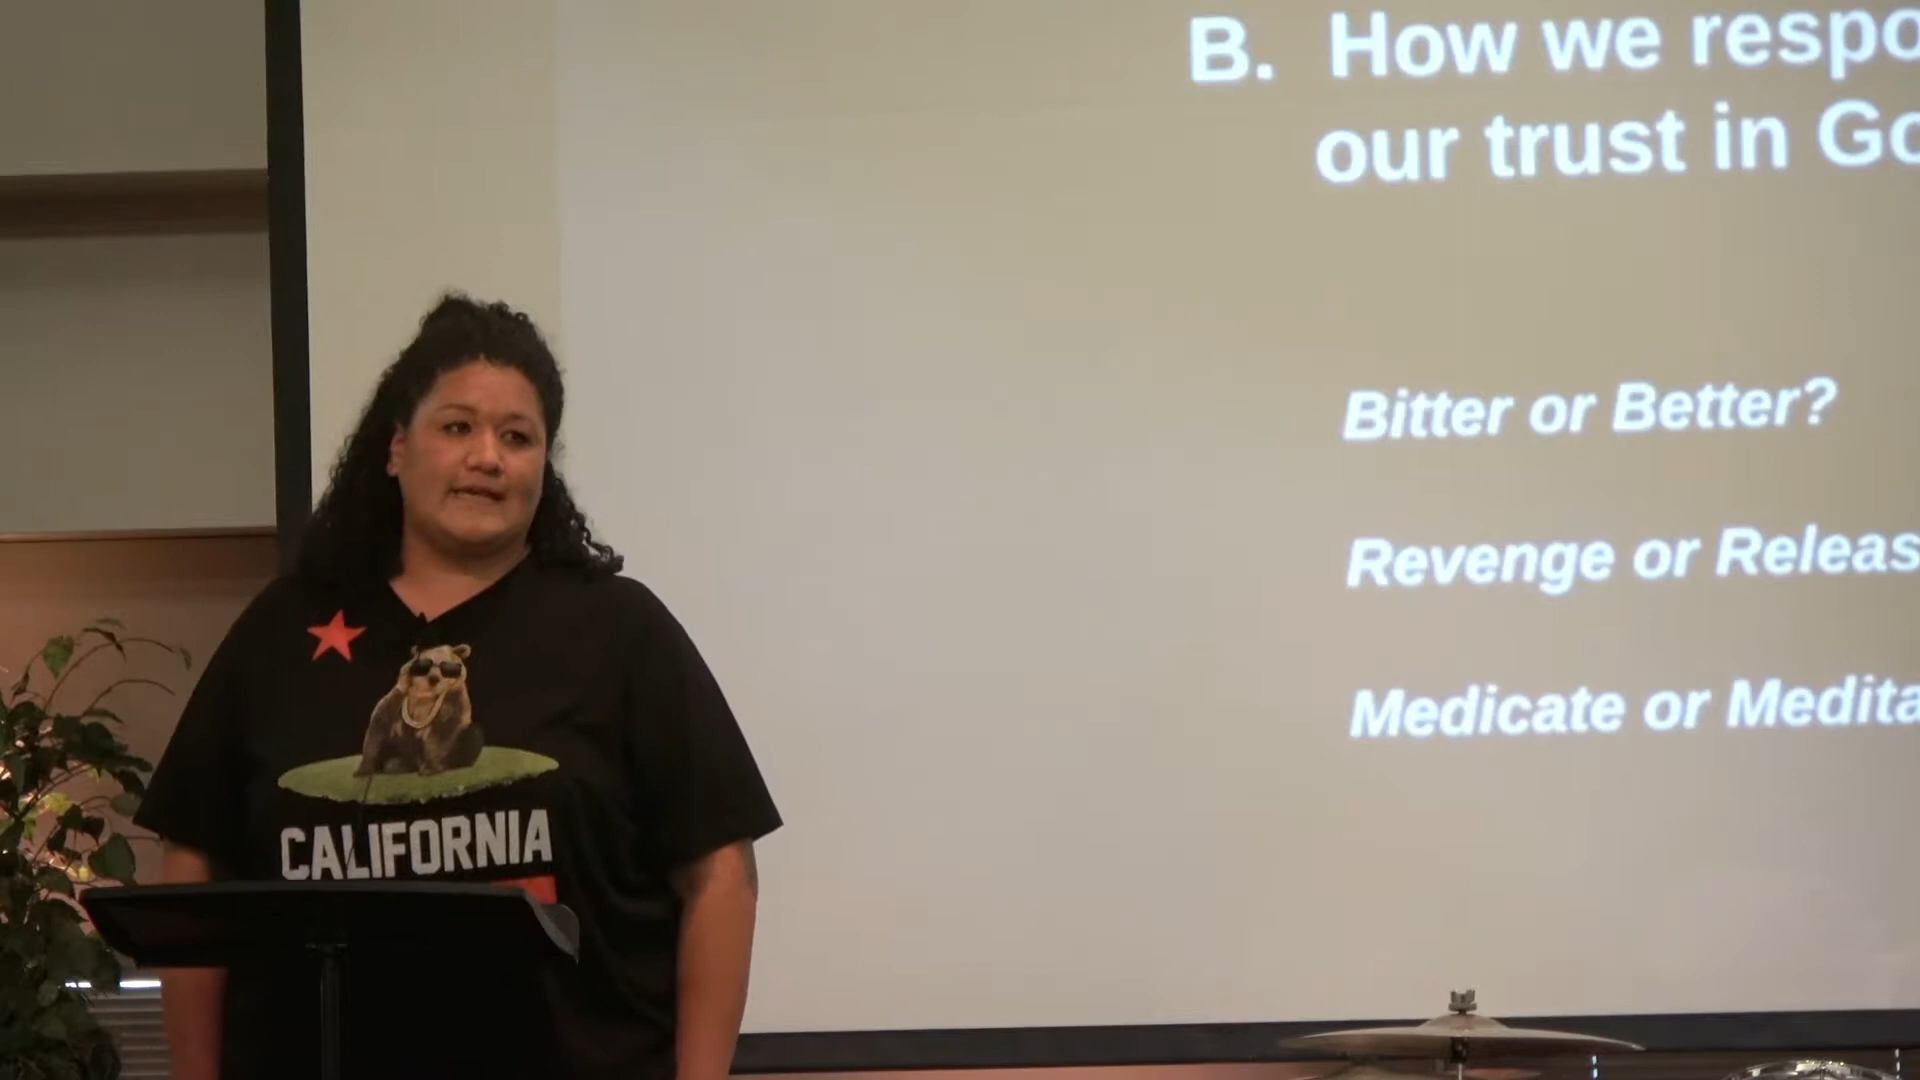 B. How we respo
our trust in Go
Bitter or Better?
Revenge or Releas
Medicate or Medita
CALIFORNIA